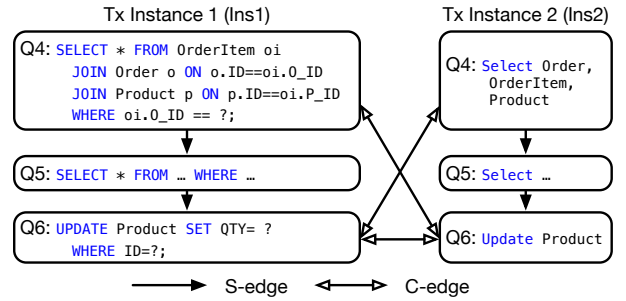 Tx Instance 1 (Ins1)
Q4: SELECT * FROM OrderItem oi
JOIN Order o ON o.ID==oi.O_ID
JOIN Product p ON p.ID==oi.P_ID
WHERE oi.O_ID == ?;
Q5: SELECT * FROM … WHERE …
Q6: UPDATE Product SET QTY= ?
WHERE ID=?;
Tx Instance 2 (Ins2)
Q4: Select Order,
OrderItem,
Product
Q5: Select …
Q6: Update Product
S-edge
C-edge